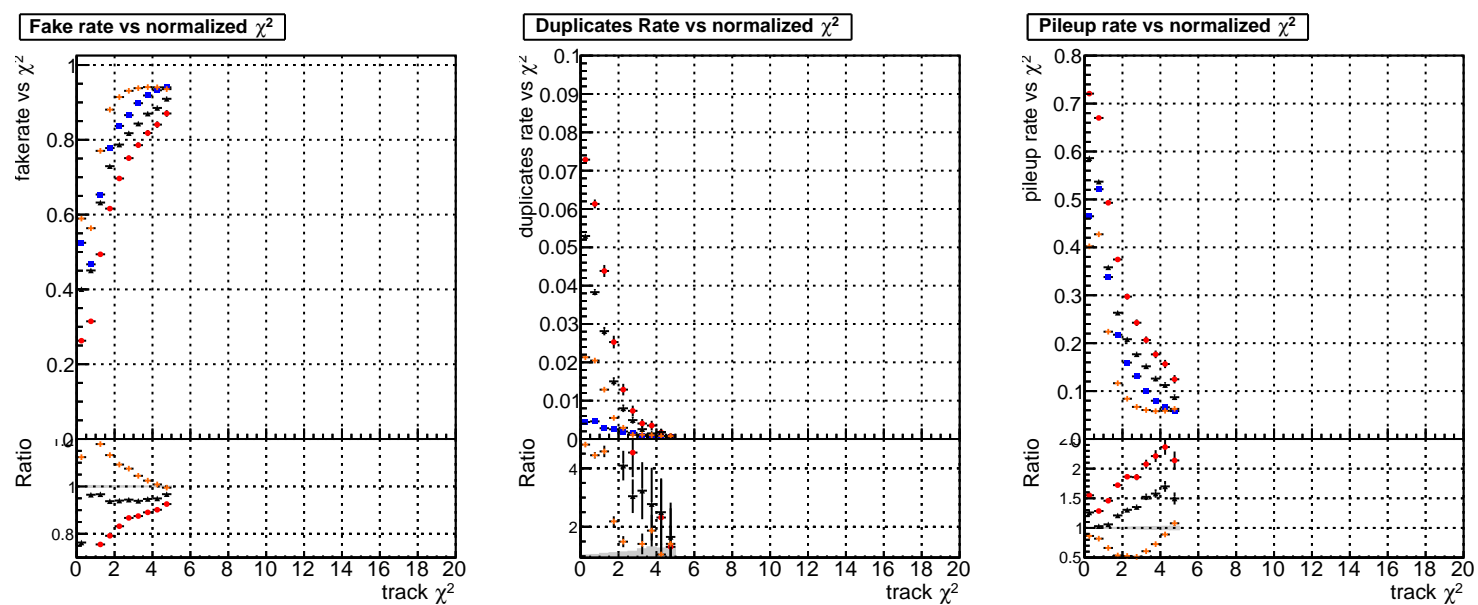 Fake rate vs normalized χ²
fakerate vs χ²
1
0.8
0.6
0.4
0.2
0
Ratio
1
0.8
0 2 4 6 8 10 12 14 16 18 20
track χ²
Duplicates Rate vs normalized χ²
duplicates rate vs χ²
0.1
0.09
0.08
0.07
0.06
0.05
0.04
0.03
0.02
0.01
0
Ratio
4
2
0 2 4 6 8 10 12 14 16 18 20
track χ²
Pileup rate vs normalized χ²
pileup rate vs χ²
0.8
0.7
0.6
0.5
0.4
0.3
0.2
0.1
Ratio
2
1.5
1
0.5
0 2 4 6 8 10 12 14 16 18 20
track χ²